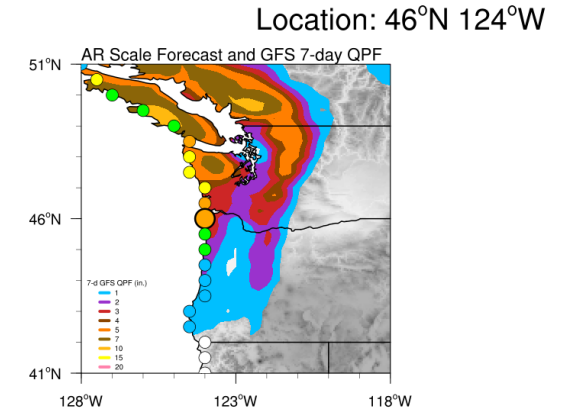 Location: 46°N 124°W
AR Scale Forecast and GFS 7-day QPF
51°N
46°N
41°N
7-d GFS QPF (in.)
1
2
3
4
5
7
10
15
20
128°W 123°W 118°W